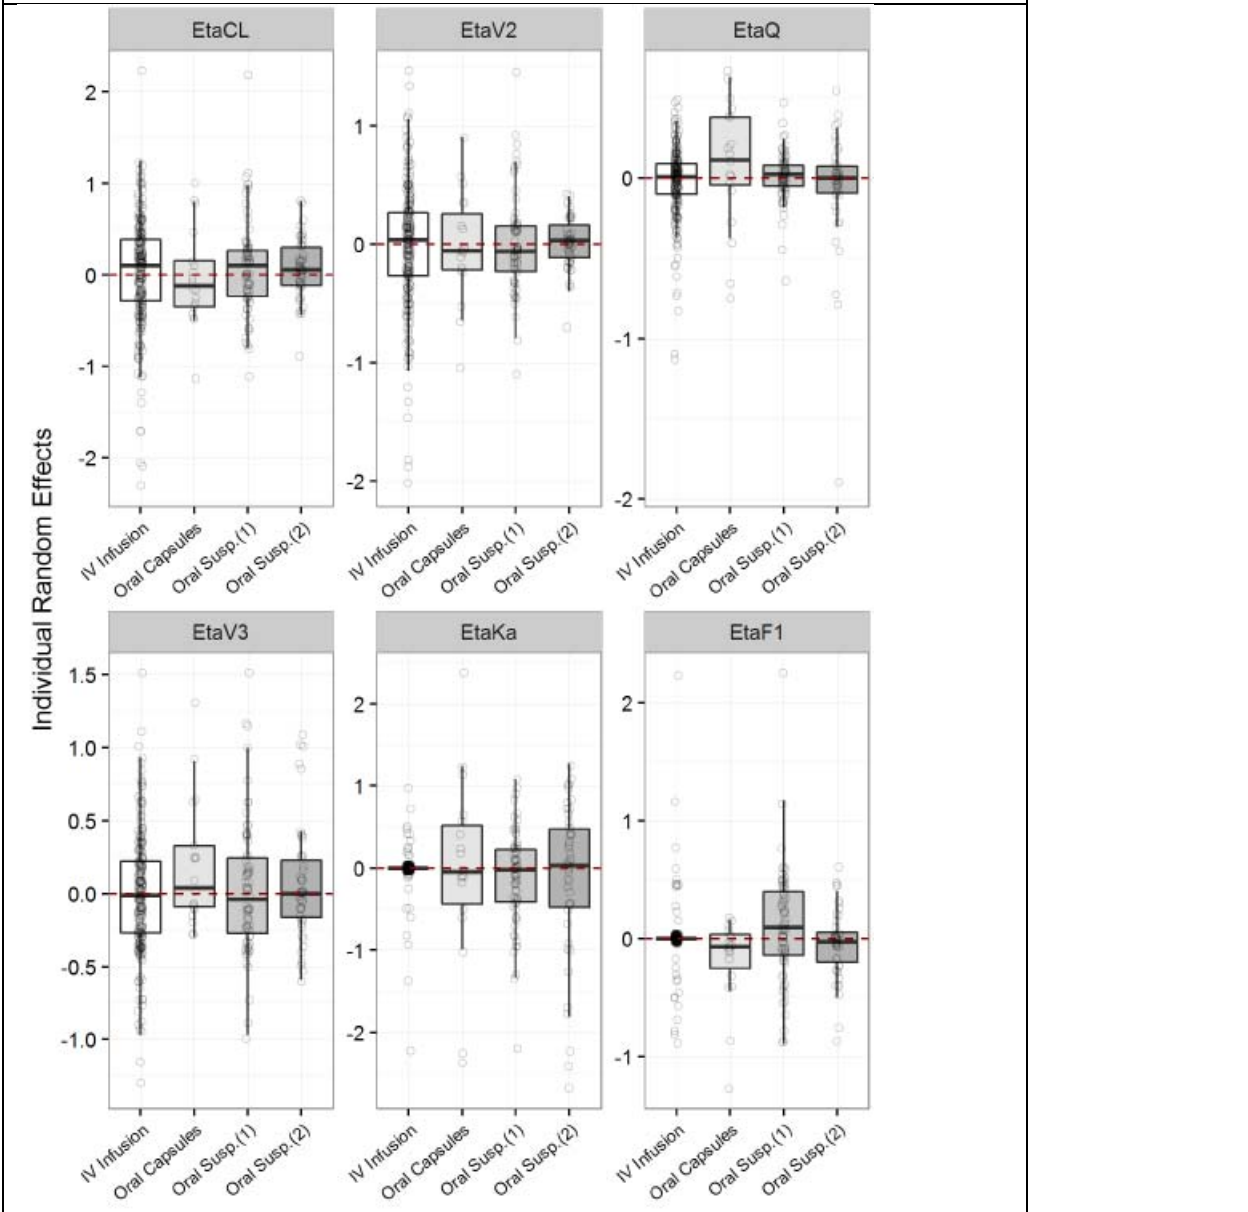 EtaCL EtaV2 EtaQ
2
1
0
-1
-2
1
0
-1
-2
0
-1
-2
IV Infusion
Oral Capsules
Oral Susp.(1)
Oral Susp.(2)
IV Infusion
Oral Capsules
Oral Susp.(1)
Oral Susp.(2)
IV Infusion
Oral Capsules
Oral Susp.(1)
Oral Susp.(2)
Individual Random Effects
EtaV3 EtaKa EtaF1
1.5
1.0
0.5
0.0
-0.5
-1.0
2
1
0
-1
-2
2
1
0
-1
IV Infusion
Oral Capsules
Oral Susp.(1)
Oral Susp.(2)
IV Infusion
Oral Capsules
Oral Susp.(1)
Oral Susp.(2)
IV Infusion
Oral Capsules
Oral Susp.(1)
Oral Susp.(2)